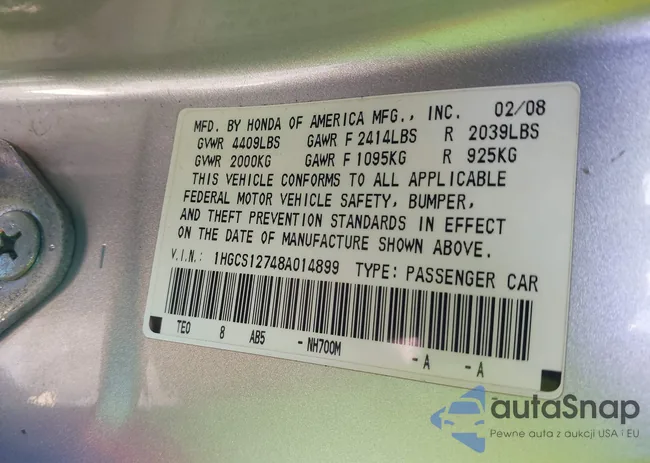 MFD. BY HONDA OF AMERICA MFG., INC. 02/08
GVWR 4409LBS GAWR F 2414LBS R 2039LBS
GVWR 2000KG GAWR F 1095KG R 925KG
THIS VEHICLE CONFORMS TO ALL APPLICABLE
FEDERAL MOTOR VEHICLE SAFETY, BUMPER,
AND THEFT PREVENTION STANDARDS IN EFFECT
ON THE DATE OF MANUFACTURE SHOWN ABOVE.
V.I.N.: 1HGCS12748A014899 TYPE: PASSENGER CAR
TE0 8 AB5 -NH700M -A -A
autaSnap
Pewne auta z aukcji USA i EU